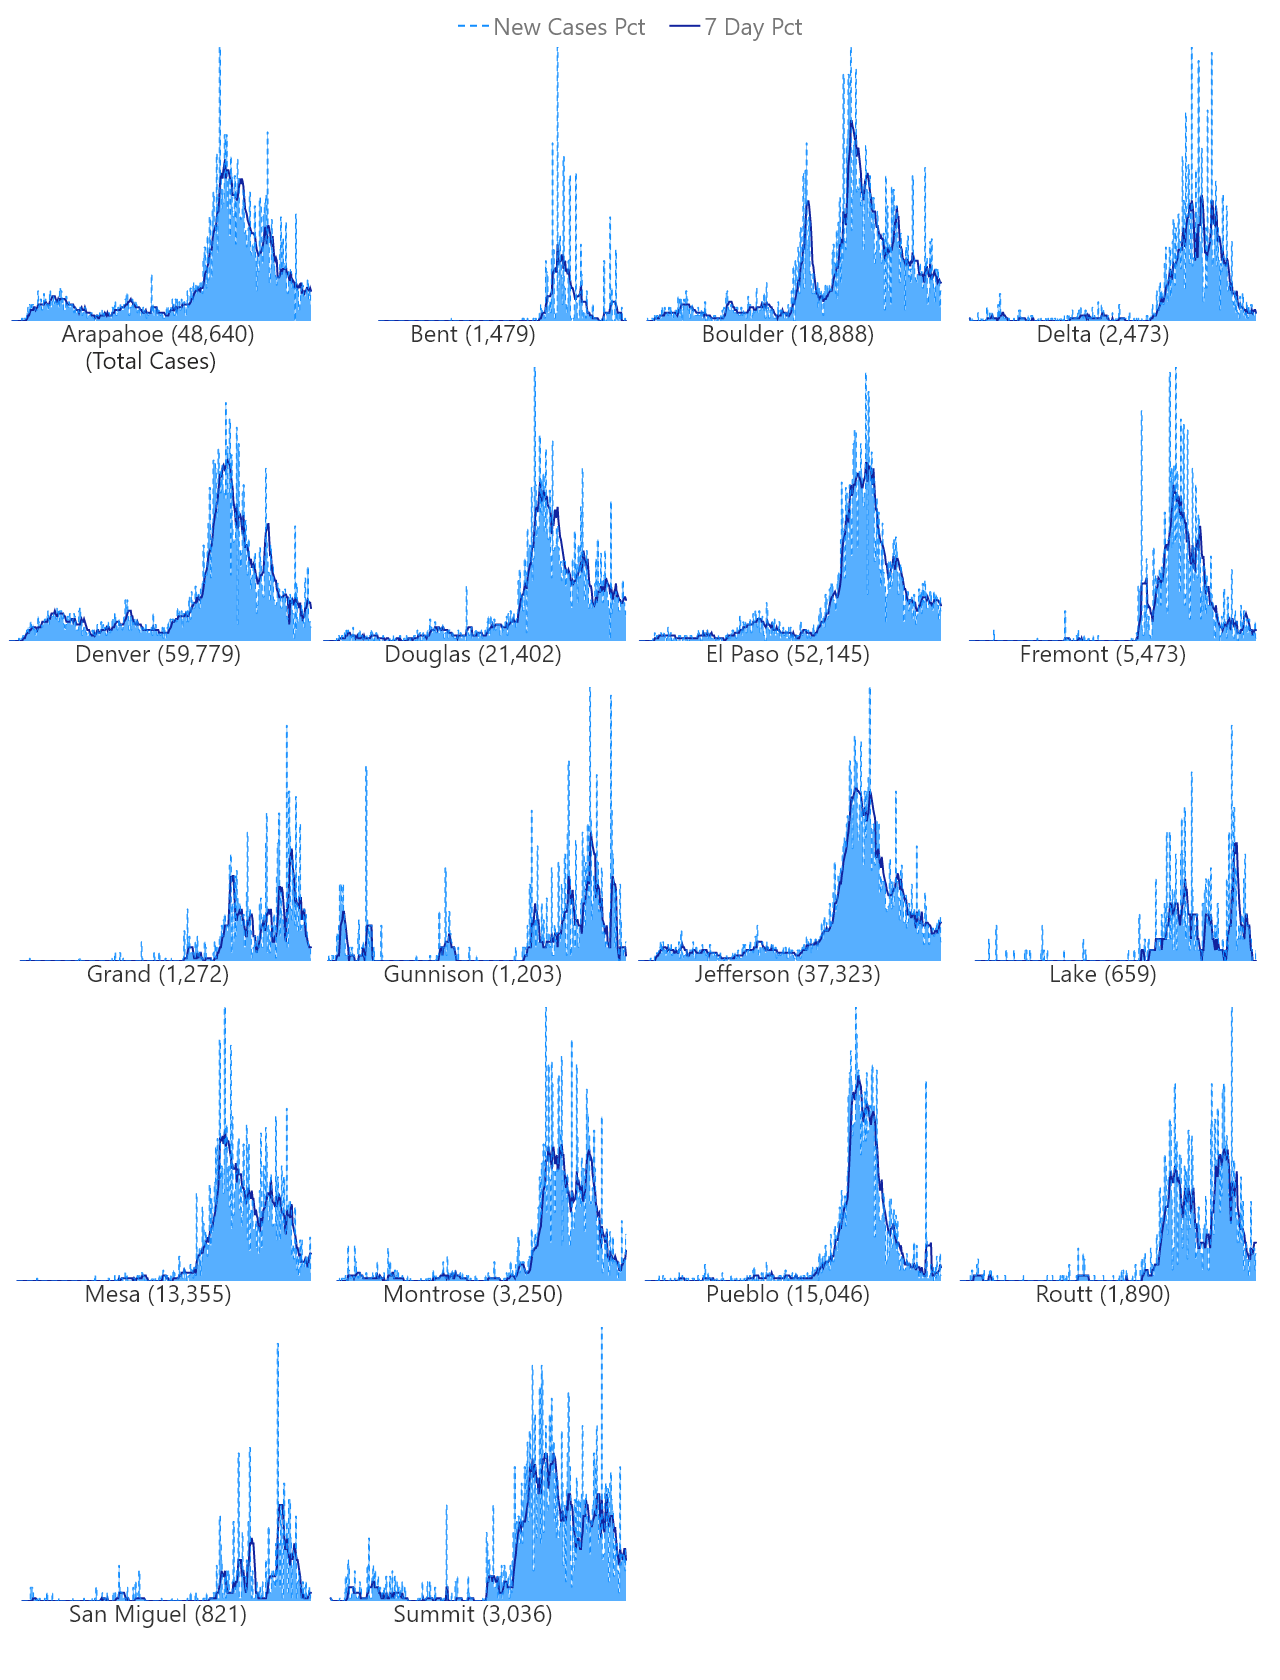 New Cases Pct 7 Day Pct
Arapahoe (48,640) Bent (1,479) Boulder (18,888) Delta (2,473)
(Total Cases)
Denver (59,779) Douglas (21,402) El Paso (52,145) Fremont (5,473)
Grand (1,272) Gunnison (1,203) Jefferson (37,323) Lake (659)
Mesa (13,355) Montrose (3,250) Pueblo (15,046) Routt (1,890)
San Miguel (821) Summit (3,036)